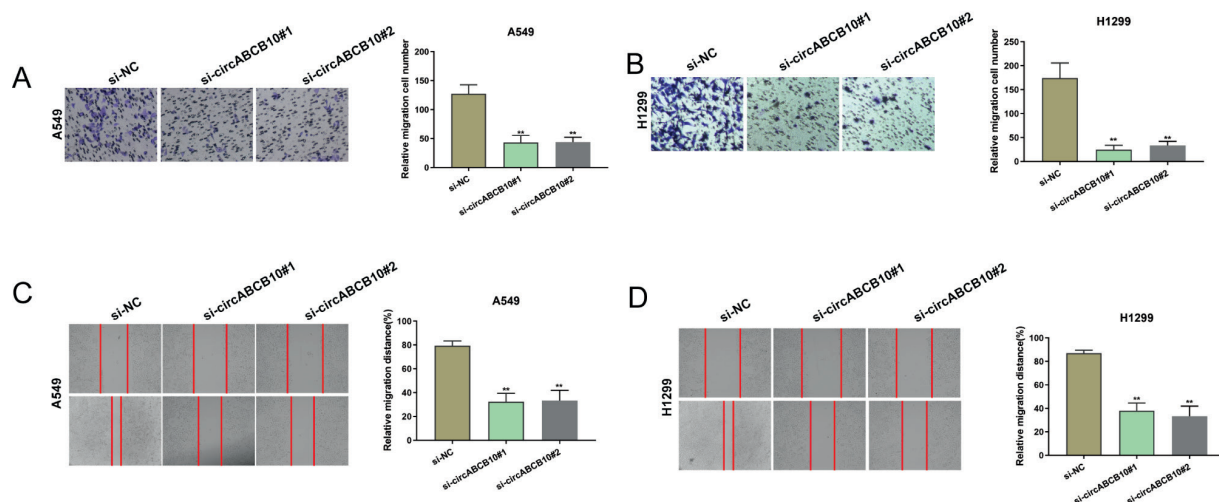 A
si-NC
si-circABCB10#1
si-circABCB10#2
A549
A549
Relative migration cell number
200
150
100
50
0
**
**
si-NC
si-circABCB10#1
si-circABCB10#2
B
si-NC
si-circABCB10#1
si-circABCB10#2
H1299
H1299
Relative migration cell number
250
200
150
100
50
0
**
**
si-NC
si-circABCB10#1
si-circABCB10#2
C
si-NC
si-circABCB10#1
si-circABCB10#2
A549
A549
Relative migration distance(%)
100
80
60
40
20
0
**
**
si-NC
si-circABCB10#1
si-circABCB10#2
D
si-NC
si-circABCB10#1
si-circABCB10#2
H1299
H1299
Relative migration distance(%)
100
80
60
40
20
0
**
**
si-NC
si-circABCB10#1
si-circABCB10#2